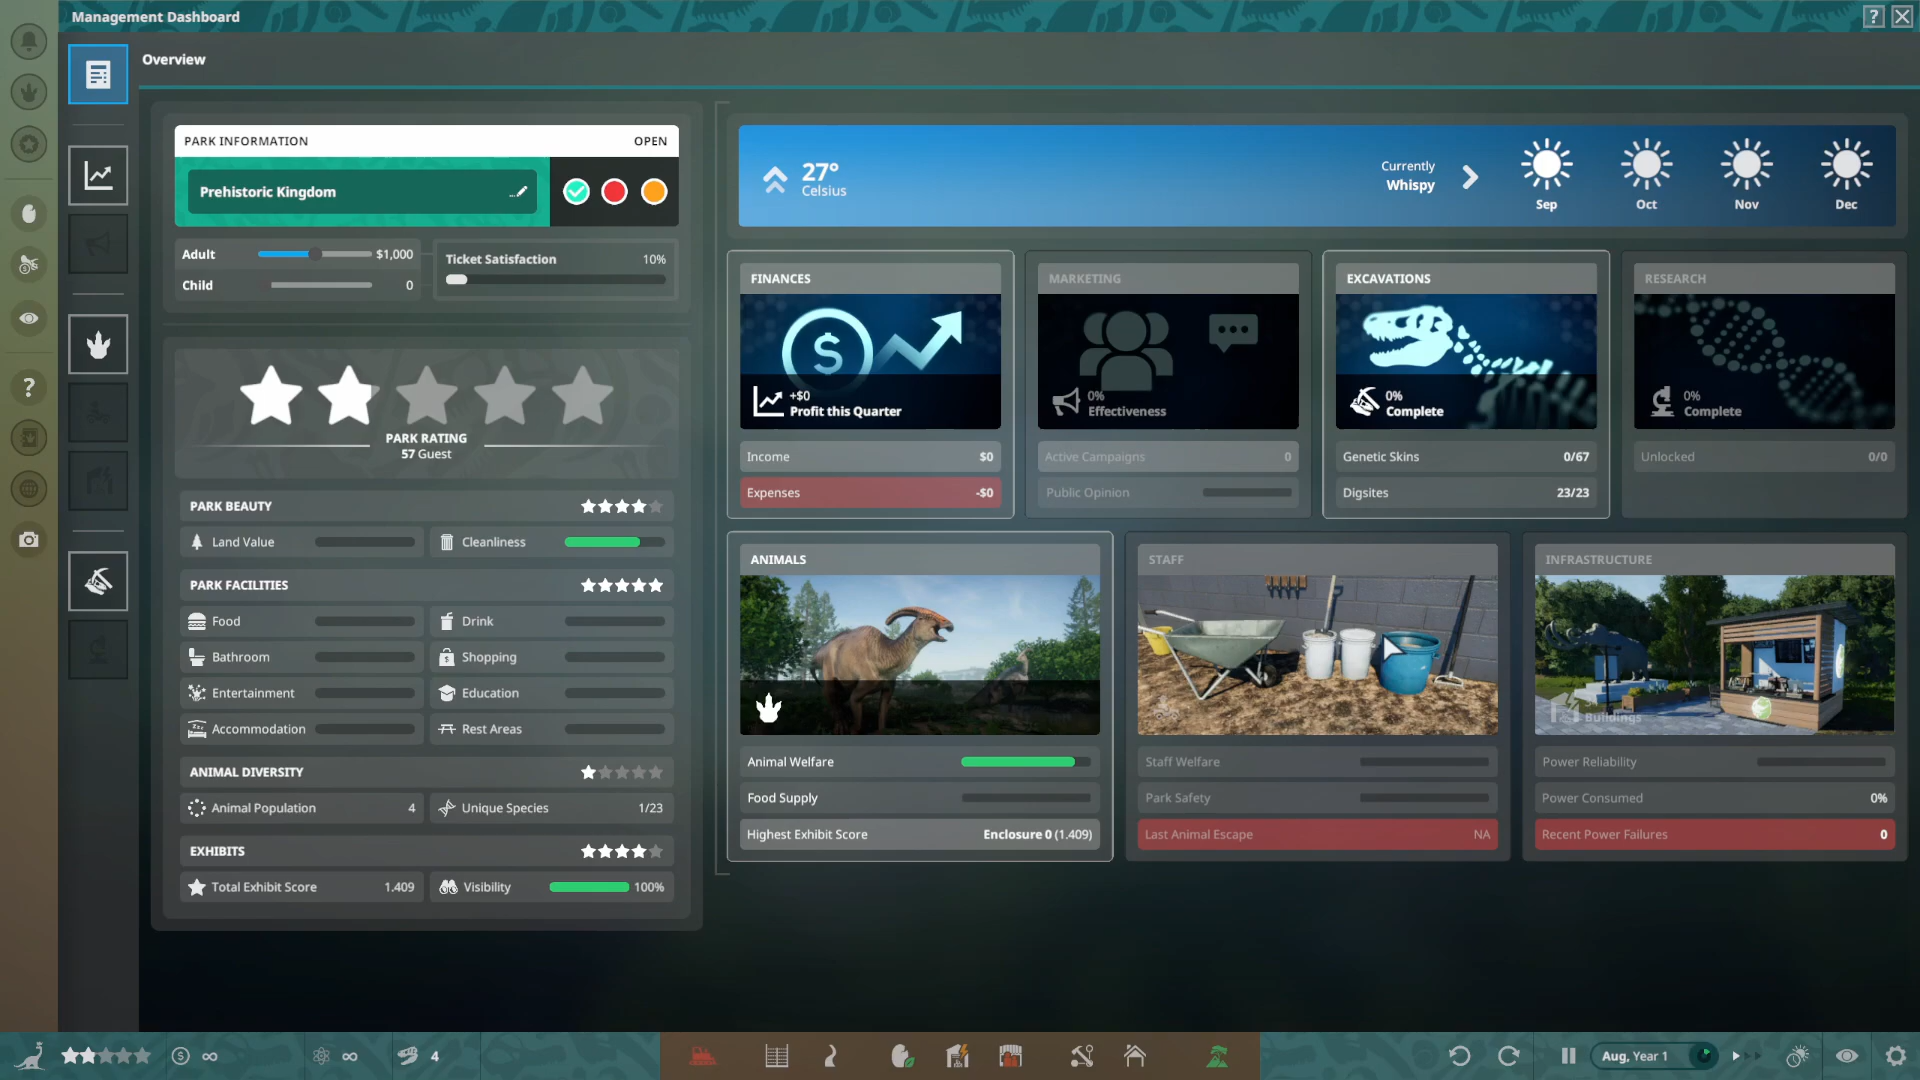 Management Dashboard
?
Overview
PARK INFORMATION
OPEN
Prehistoric Kingdom
Adult
$1,000
Child
0
Ticket Satisfaction
10%
PARK RATING
57 Guest
PARK BEAUTY
Land Value
Cleanliness
PARK FACILITIES
Food
Drink
Bathroom
Shopping
Entertainment
Education
Accommodation
Rest Areas
ANIMAL DIVERSITY
Animal Population
4
Unique Species
1/23
EXHIBITS
Total Exhibit Score
1.409
Visibility
100%
27°
Celsius
Currently
Whispy
Sep
Oct
Nov
Dec
FINANCES
+$0
Profit this Quarter
Income
$0
Expenses
-$0
MARKETING
0%
Effectiveness
Active Campaigns
0
Public Opinion
EXCAVATIONS
0%
Complete
Genetic Skins
0/67
Digsites
23/23
RESEARCH
0%
Complete
Unlocked
0/0
ANIMALS
Animal Welfare
Food Supply
Highest Exhibit Score
Enclosure 0 (1.409)
STAFF
Staff Welfare
Park Safety
Last Animal Escape
NA
INFRASTRUCTURE
Buildings
Power Reliability
Power Consumed
0%
Recent Power Failures
0
?
∞
∞
4
Aug, Year 1